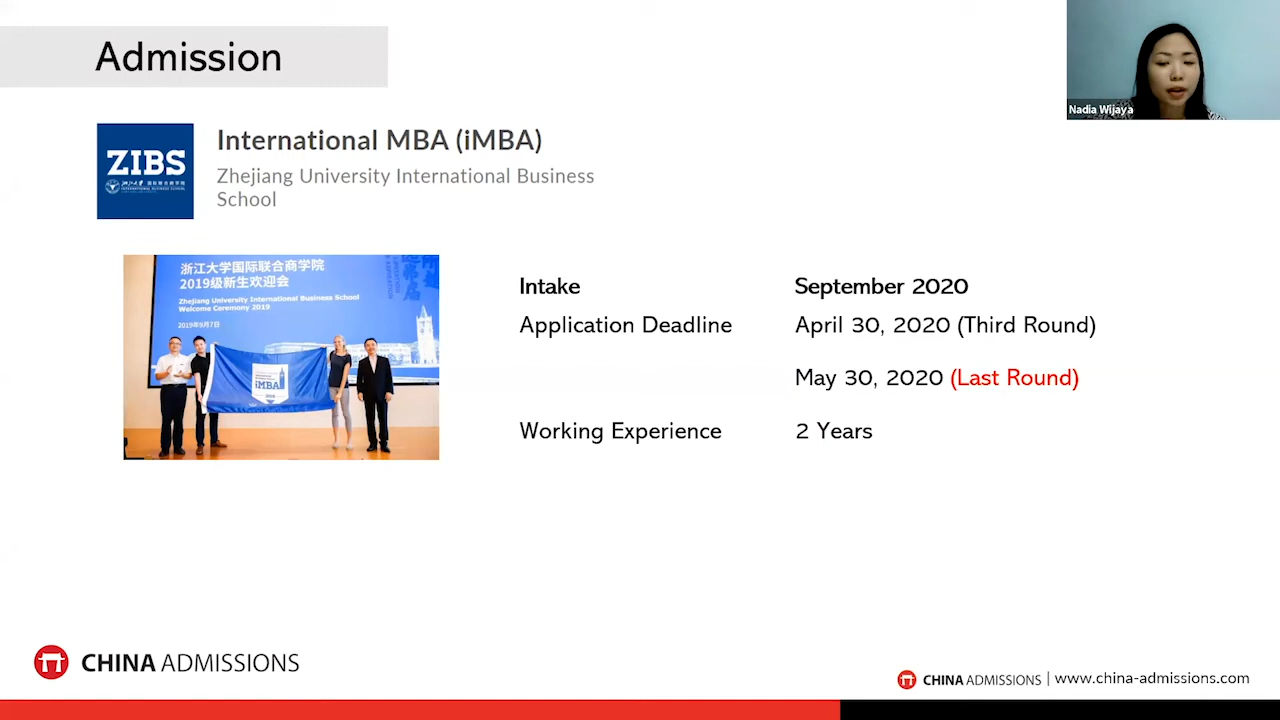 Admission
Nadia Wijaya
ZIBS
International MBA (iMBA)
Zhejiang University International Business
School
浙江大学国际联合商学院
2019级新生欢迎会
Zhejiang University International Business School
Welcome Ceremony 2019
2019年9月7日
iMBA
Intake
September 2020
Application Deadline
April 30, 2020 (Third Round)
May 30, 2020 (Last Round)
Working Experience
2 Years
CHINA ADMISSIONS
CHINA ADMISSIONS | www.china-admissions.com